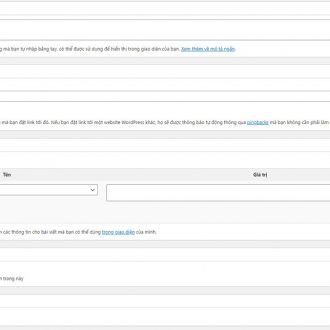 g mà bạn tự nhập bằng tay, có thể được sử dụng để hiển thị trong giao diện của bạn. Xem thêm về mô tả ngắn.
mà bạn đặt link tới đó. Nếu bạn đặt link tới một website WordPress khác, họ sẽ được thông báo tự động thông qua pingbacks mà bạn không cần phải làm
Tên
Giá trị
các thông tin cho bài viết mà bạn có thể dùng trong giao diện của mình.
trang này